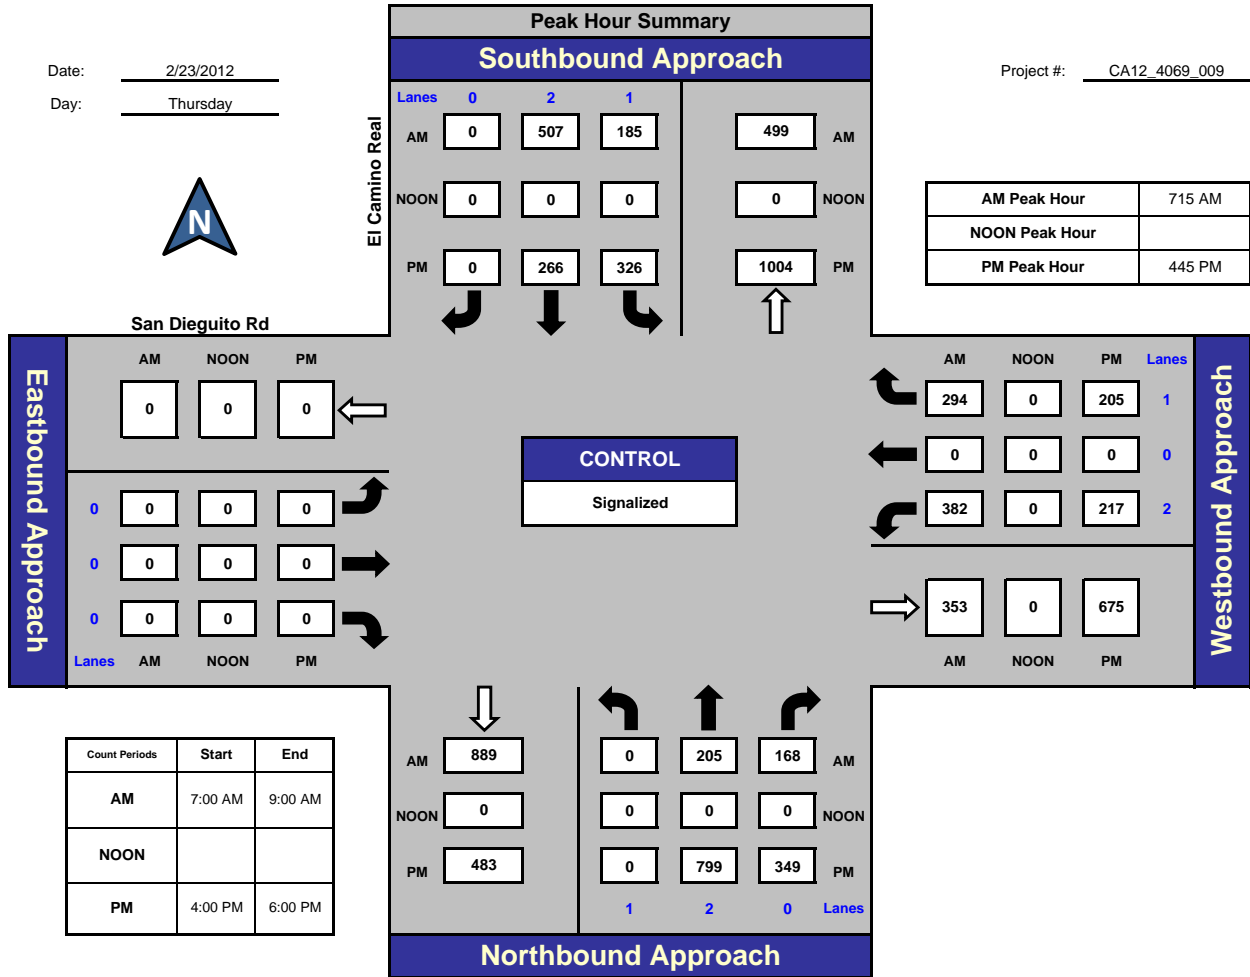 Peak Hour Summary
Southbound Approach
Date: 2/23/2012
Project #: CA12_4069_009
Day: Thursday
Lanes 0 2 1
AM 0 507 185 499 AM
El Camino Real
N
NOON 0 0 0 0 NOON
AM Peak Hour 715 AM
NOON Peak Hour
PM Peak Hour 445 PM
PM 0 266 326 1004 PM
San Dieguito Rd
AM NOON PM
0 0 0
Eastbound Approach
0 0 0 0
0 0 0 0
0 0 0 0
Lanes AM NOON PM
CONTROL
Signalized
AM NOON PM Lanes
294 0 205 1
0 0 0 0
382 0 217 2
Westbound Approach
353 0 675
AM NOON PM
Count Periods Start End
AM 7:00 AM 9:00 AM
NOON
PM 4:00 PM 6:00 PM
AM 889 0 205 168 AM
NOON 0 0 0 0 NOON
PM 483 0 799 349 PM
1 2 0 Lanes
Northbound Approach